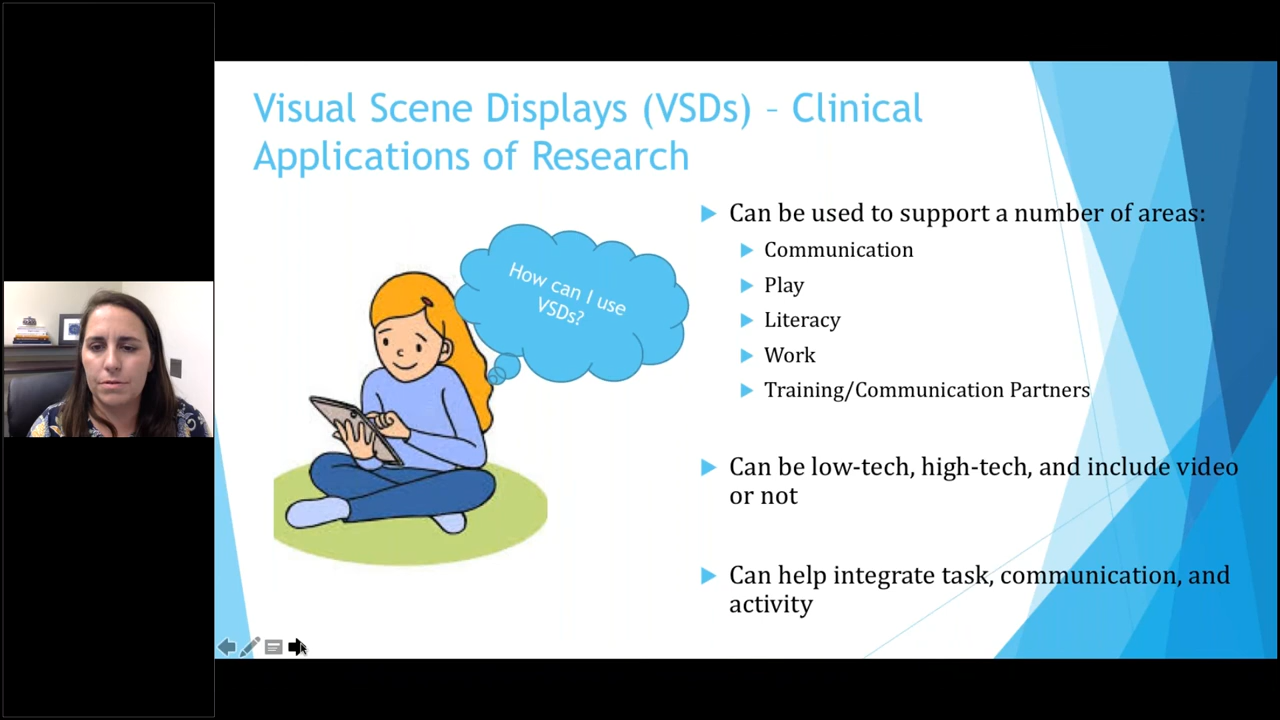 Visual Scene Displays (VSDs) – Clinical
Applications of Research
How can I use
VSDs?
Can be used to support a number of areas:
Communication
Play
Literacy
Work
Training/Communication Partners
Can be low-tech, high-tech, and include video
or not
Can help integrate task, communication, and
activity